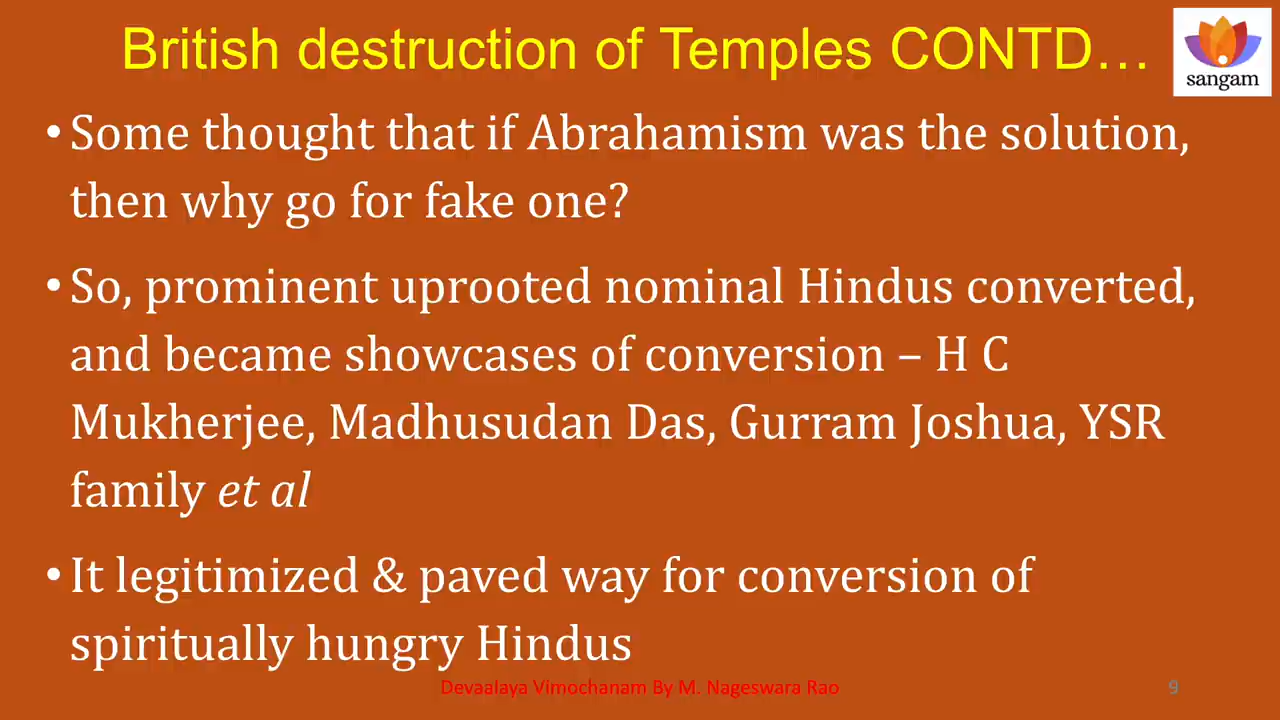 British destruction of Temples CONTD…
sangam
• Some thought that if Abrahamism was the solution,
then why go for fake one?
• So, prominent uprooted nominal Hindus converted,
and became showcases of conversion – H C
Mukherjee, Madhusudan Das, Gurram Joshua, YSR
family et al
• It legitimized & paved way for conversion of
spiritually hungry Hindus
Devaalaya Vimochanam By M. Nageswara Rao
9